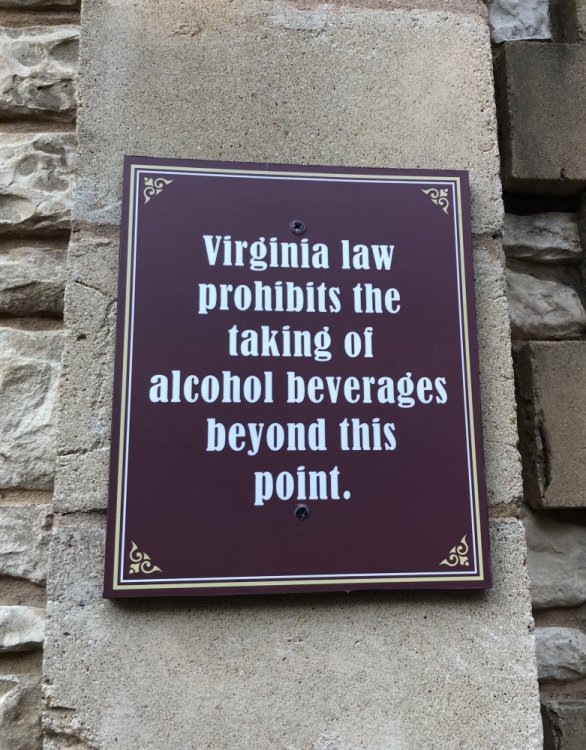 Virginia law
prohibits the
taking of
alcohol beverages
beyond this
point.